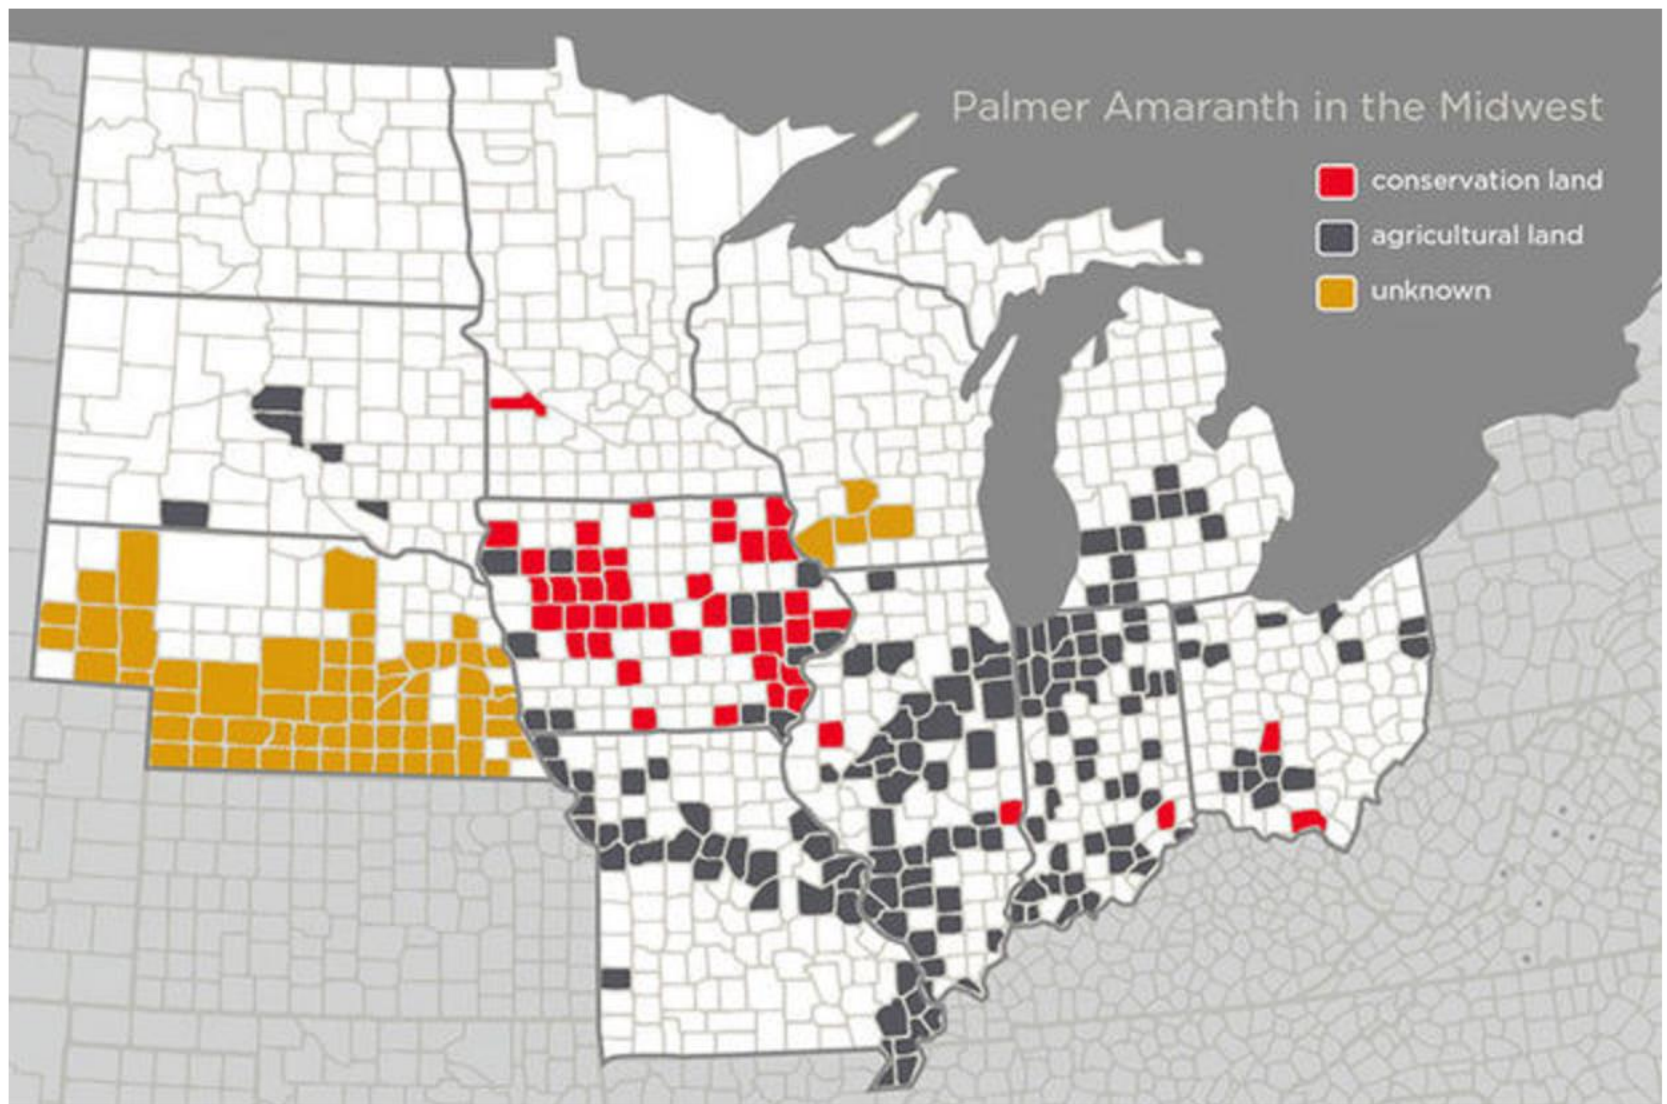 Palmer Amaranth in the Midwest
conservation land
agricultural land
unknown